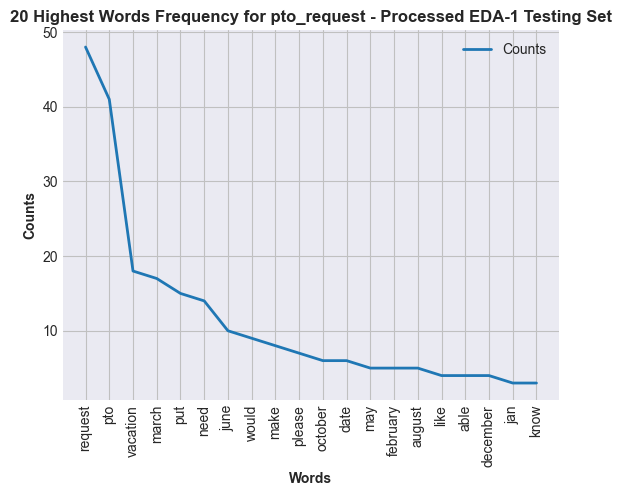 20 Highest Words Frequency for pto_request - Processed EDA-1 Testing Set
Counts
50
40
30
20
10
Counts
request
pto
vacation
march
put
need
june
would
make
please
october
date
may
february
august
like
able
december
jan
know
Words